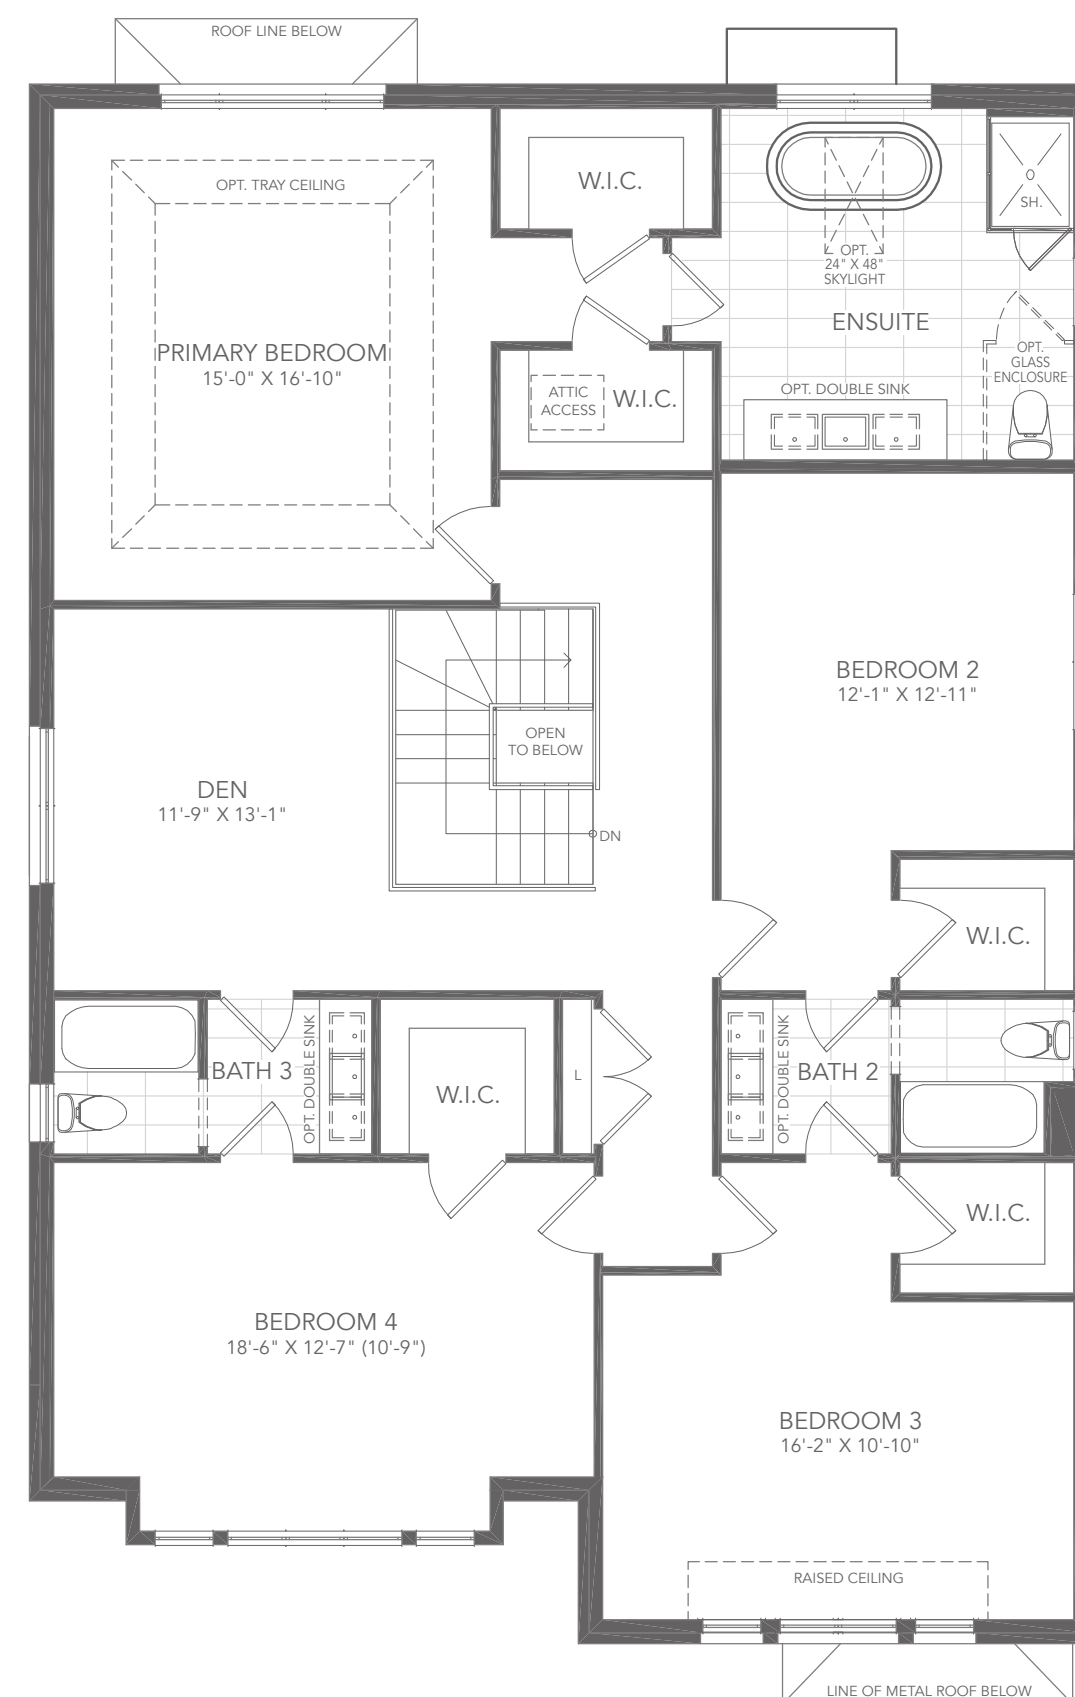 ROOF LINE BELOW
OPT. TRAY CEILING
W.I.C.
SH.
OPT.
24" X 48"
SKYLIGHT
ENSUITE
PRIMARY BEDROOM
15'-0" X 16'-10"
OPT.
GLASS
ENCLOSURE
ATTIC
ACCESS
W.I.C.
OPT. DOUBLE SINK
BEDROOM 2
12'-1" X 12'-11"
OPEN
TO BELOW
DEN
11'-9" X 13'-1"
DN
W.I.C.
BATH 3
OPT. DOUBLE SINK
W.I.C.
L
OPT. DOUBLE SINK
BATH 2
W.I.C.
BEDROOM 4
18'-6" X 12'-7" (10'-9")
BEDROOM 3
16'-2" X 10'-10"
RAISED CEILING
LINE OF METAL ROOF BELOW